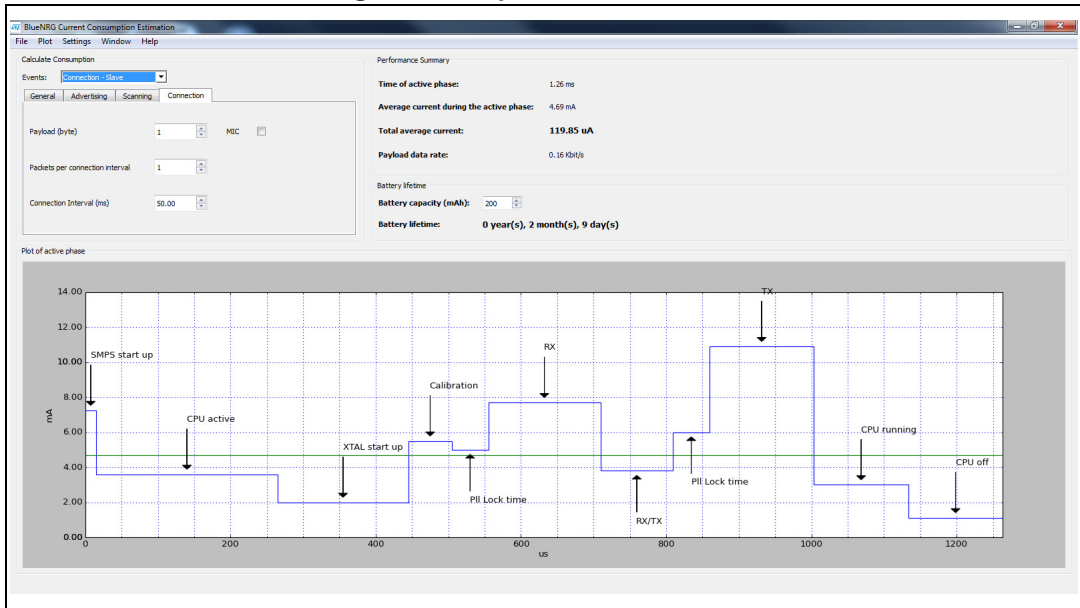 BlueNRG Current Consumption Estimation
File Plot Settings Window Help
Calculate Consumption
Events: Connection - Slave
General Advertising Scanning Connection
Payload (byte) 1 MIC
Packets per connection interval 1
Connection Interval (ms) 50.00
Performance Summary
Time of active phase: 1.26 ms
Average current during the active phase: 4.69 mA
Total average current: 119.85 uA
Payload data rate: 0.16 Kbit/s
Battery lifetime
Battery capacity (mAh): 200
Battery lifetime: 0 year(s), 2 month(s), 9 day(s)
Plot of active phase
14.00
12.00
10.00
8.00
6.00
4.00
2.00
0.00
mA
SMPS start up
CPU active
XTAL start up
Calibration
Pll Lock time
RX
RX/TX
Pll Lock time
TX
CPU running
CPU off
0 200 400 600 800 1000 1200
us